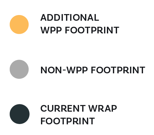 ADDITIONAL
WPP FOOTPRINT
NON-WPP FOOTPRINT
CURRENT WRAP
FOOTPRINT